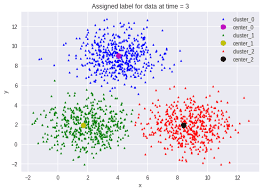 Assigned label for data at time = 3
cluster_0
center_0
cluster_1
center_1
cluster_2
center_2
12
10
8
6
4
2
0
-2
y
-2 0 2 4 6 8 10 12
x